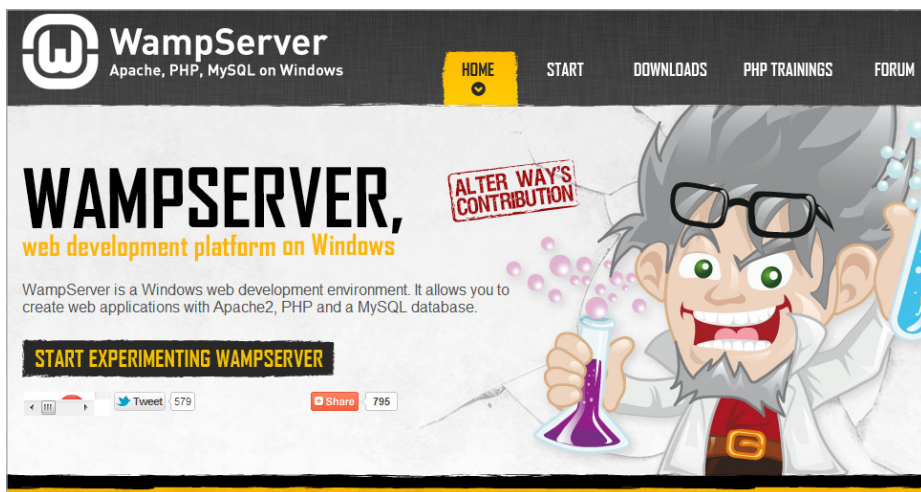 WampServer
Apache, PHP, MySQL on Windows
HOME
START
DOWNLOADS
PHP TRAININGS
FORUM
WAMPSERVER,
web development platform on Windows
ALTER WAY'S
CONTRIBUTION
WampServer is a Windows web development environment. It allows you to
create web applications with Apache2, PHP and a MySQL database.
START EXPERIMENTING WAMPSERVER
Tweet
579
Share
795